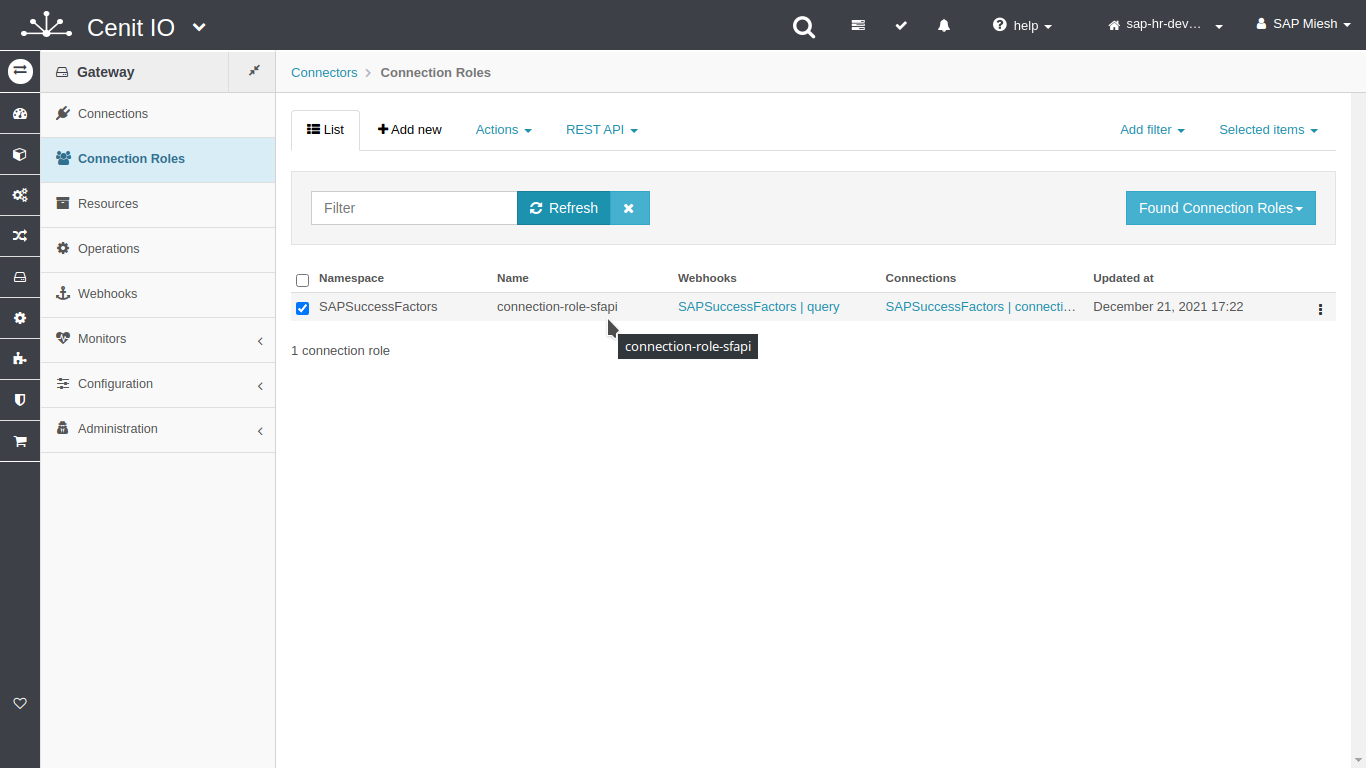 Cenit IO
help
sap-hr-dev…
SAP Miesh
Gateway
Connections
Connection Roles
Resources
Operations
Webhooks
Monitors
Configuration
Administration
Connectors Connection Roles
List
Add new
Actions
REST API
Add filter
Selected items
Filter
Refresh
Found Connection Roles
Namespace Name Webhooks Connections Updated at
SAPSuccessFactors connection-role-sfapi SAPSuccessFactors | query SAPSuccessFactors | connecti… December 21, 2021 17:22
connection-role-sfapi
1 connection role